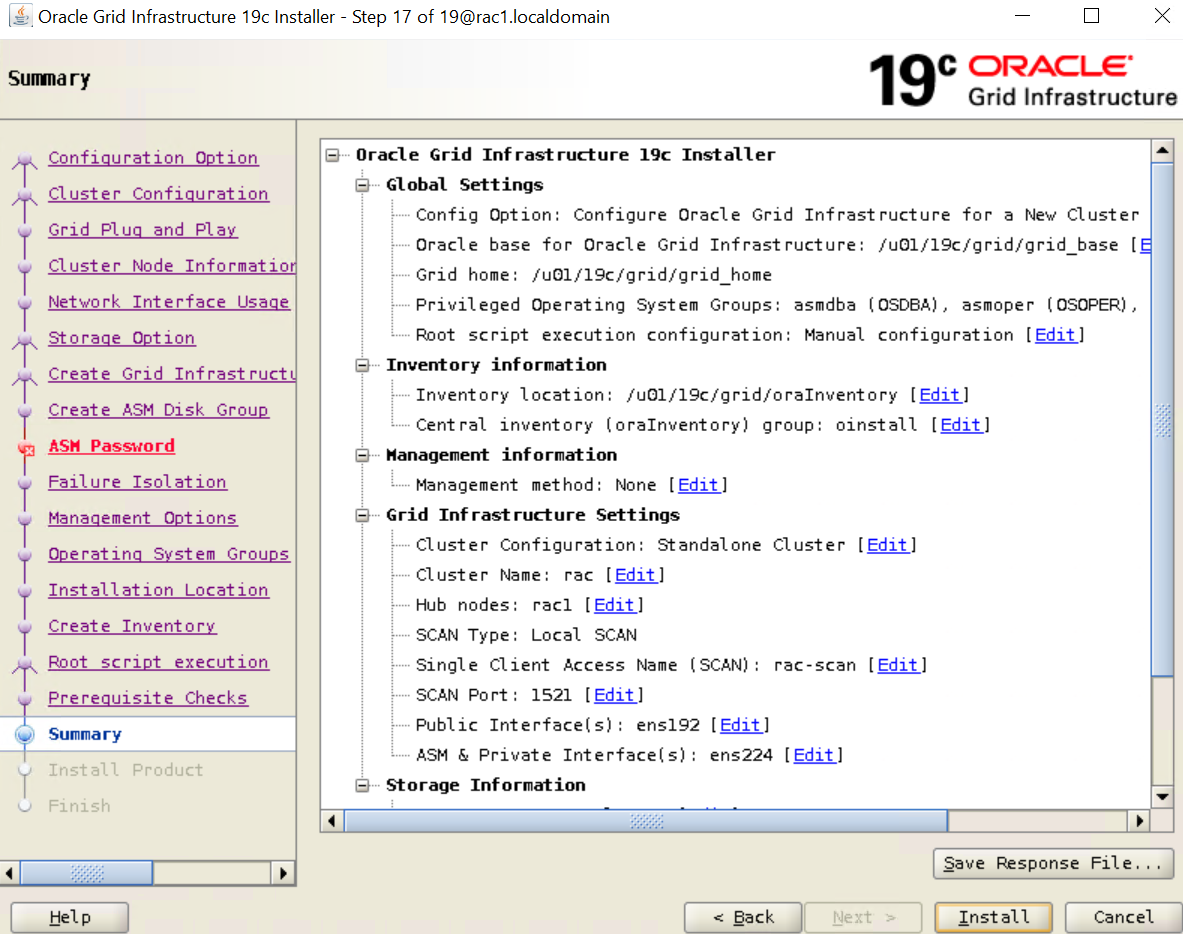 Oracle Grid Infrastructure 19c Installer - Step 17 of 19@rac1.localdomain
Summary
19c ORACLE
Grid Infrastructure
Configuration Option
Cluster Configuration
Grid Plug and Play
Cluster Node Information
Network Interface Usage
Storage Option
Create Grid Infrastructu
Create ASM Disk Group
ASM Password
Failure Isolation
Management Options
Operating System Groups
Installation Location
Create Inventory
Root script execution
Prerequisite Checks
Summary
Install Product
Finish
Oracle Grid Infrastructure 19c Installer
Global Settings
Config Option: Configure Oracle Grid Infrastructure for a New Cluster
Oracle base for Oracle Grid Infrastructure: /u01/19c/grid/grid_base [E
Grid home: /u01/19c/grid/grid_home
Privileged Operating System Groups: asmdba (OSDBA), asmoper (OSOPER),
Root script execution configuration: Manual configuration [Edit]
Inventory information
Inventory location: /u01/19c/grid/oraInventory [Edit]
Central inventory (oraInventory) group: oinstall [Edit]
Management information
Management method: None [Edit]
Grid Infrastructure Settings
Cluster Configuration: Standalone Cluster [Edit]
Cluster Name: rac [Edit]
Hub nodes: rac1 [Edit]
SCAN Type: Local SCAN
Single Client Access Name (SCAN): rac-scan [Edit]
SCAN Port: 1521 [Edit]
Public Interface(s): ens192 [Edit]
ASM & Private Interface(s): ens224 [Edit]
Storage Information
Save Response File...
Help
< Back
Next >
Install
Cancel